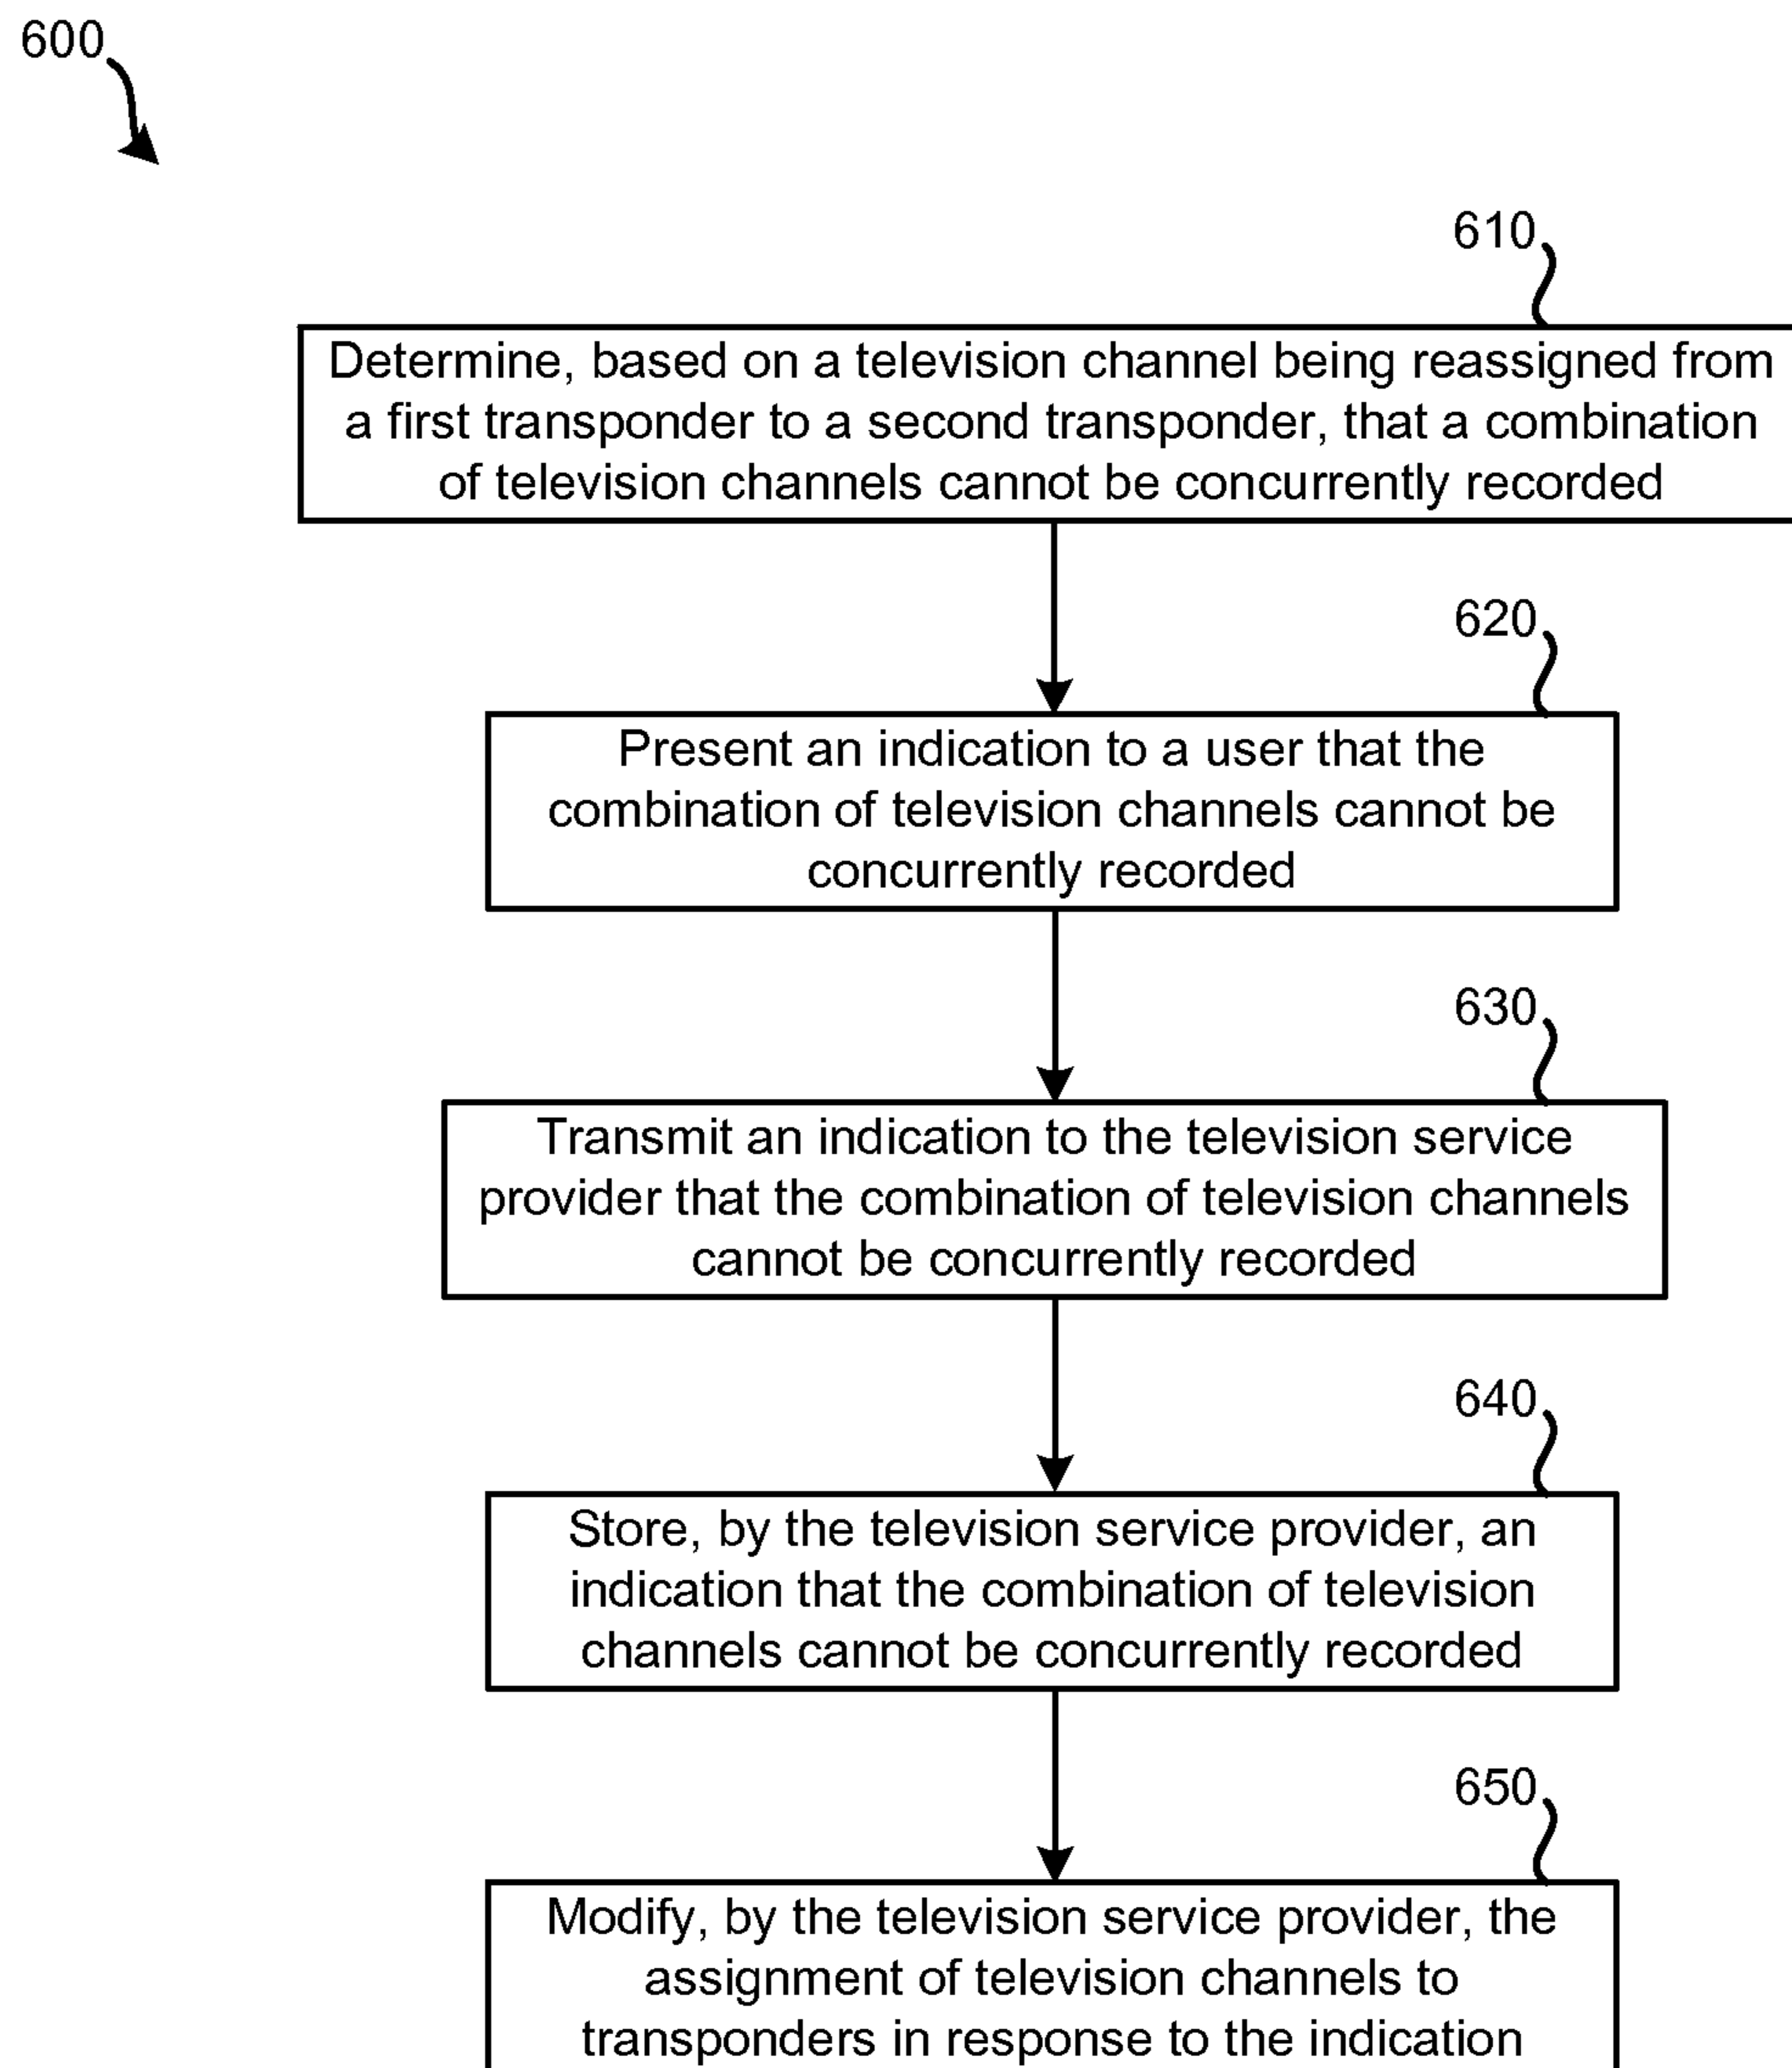 600
610
Determine, based on a television channel being reassigned from
a first transponder to a second transponder, that a combination
of television channels cannot be concurrently recorded
620
Present an indication to a user that the
combination of television channels cannot be
concurrently recorded
630
Transmit an indication to the television service
provider that the combination of television channels
cannot be concurrently recorded
640
Store, by the television service provider, an
indication that the combination of television
channels cannot be concurrently recorded
650
Modify, by the television service provider, the
assignment of television channels to
transponders in response to the indication